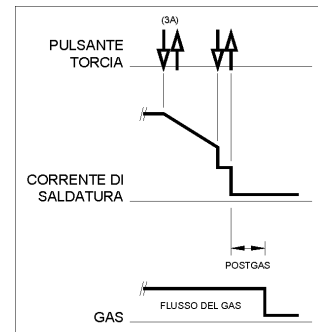 (3A)
PULSANTE
TORCIA
CORRENTE DI
SALDATURA
POSTGAS
FLUSSO DEL GAS
GAS